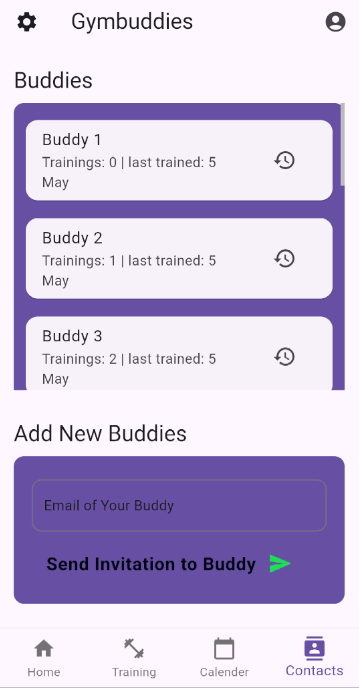 Gymbuddies
Buddies
Buddy 1
Trainings: 0 | last trained: 5
May
Buddy 2
Trainings: 1 | last trained: 5
May
Buddy 3
Trainings: 2 | last trained: 5
May
Add New Buddies
Email of Your Buddy
Send Invitation to Buddy
Home
Training
Calender
Contacts